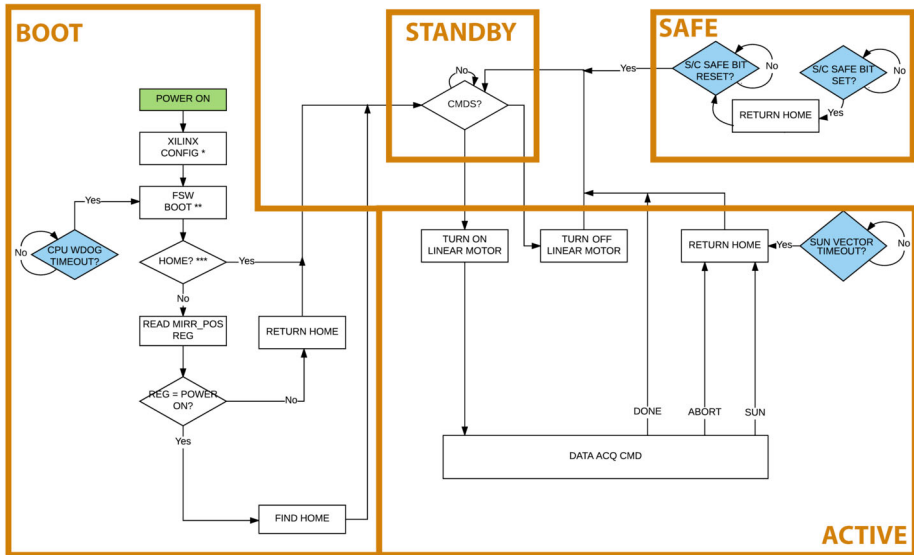 BOOT
POWER ON
XILINX
CONFIG *
FSW
BOOT **
Yes
No
CPU WDOG
TIMEOUT?
HOME? ***
Yes
No
READ MIRR_POS
REG
RETURN HOME
REG = POWER
ON?
No
Yes
FIND HOME
STANDBY
No
CMDS?
SAFE
Yes
S/C SAFE BIT
RESET?
No
S/C SAFE BIT
SET?
No
Yes
RETURN HOME
TURN ON
LINEAR MOTOR
TURN OFF
LINEAR MOTOR
RETURN HOME
Yes
SUN VECTOR
TIMEOUT?
No
DONE
ABORT
SUN
DATA ACQ CMD
ACTIVE